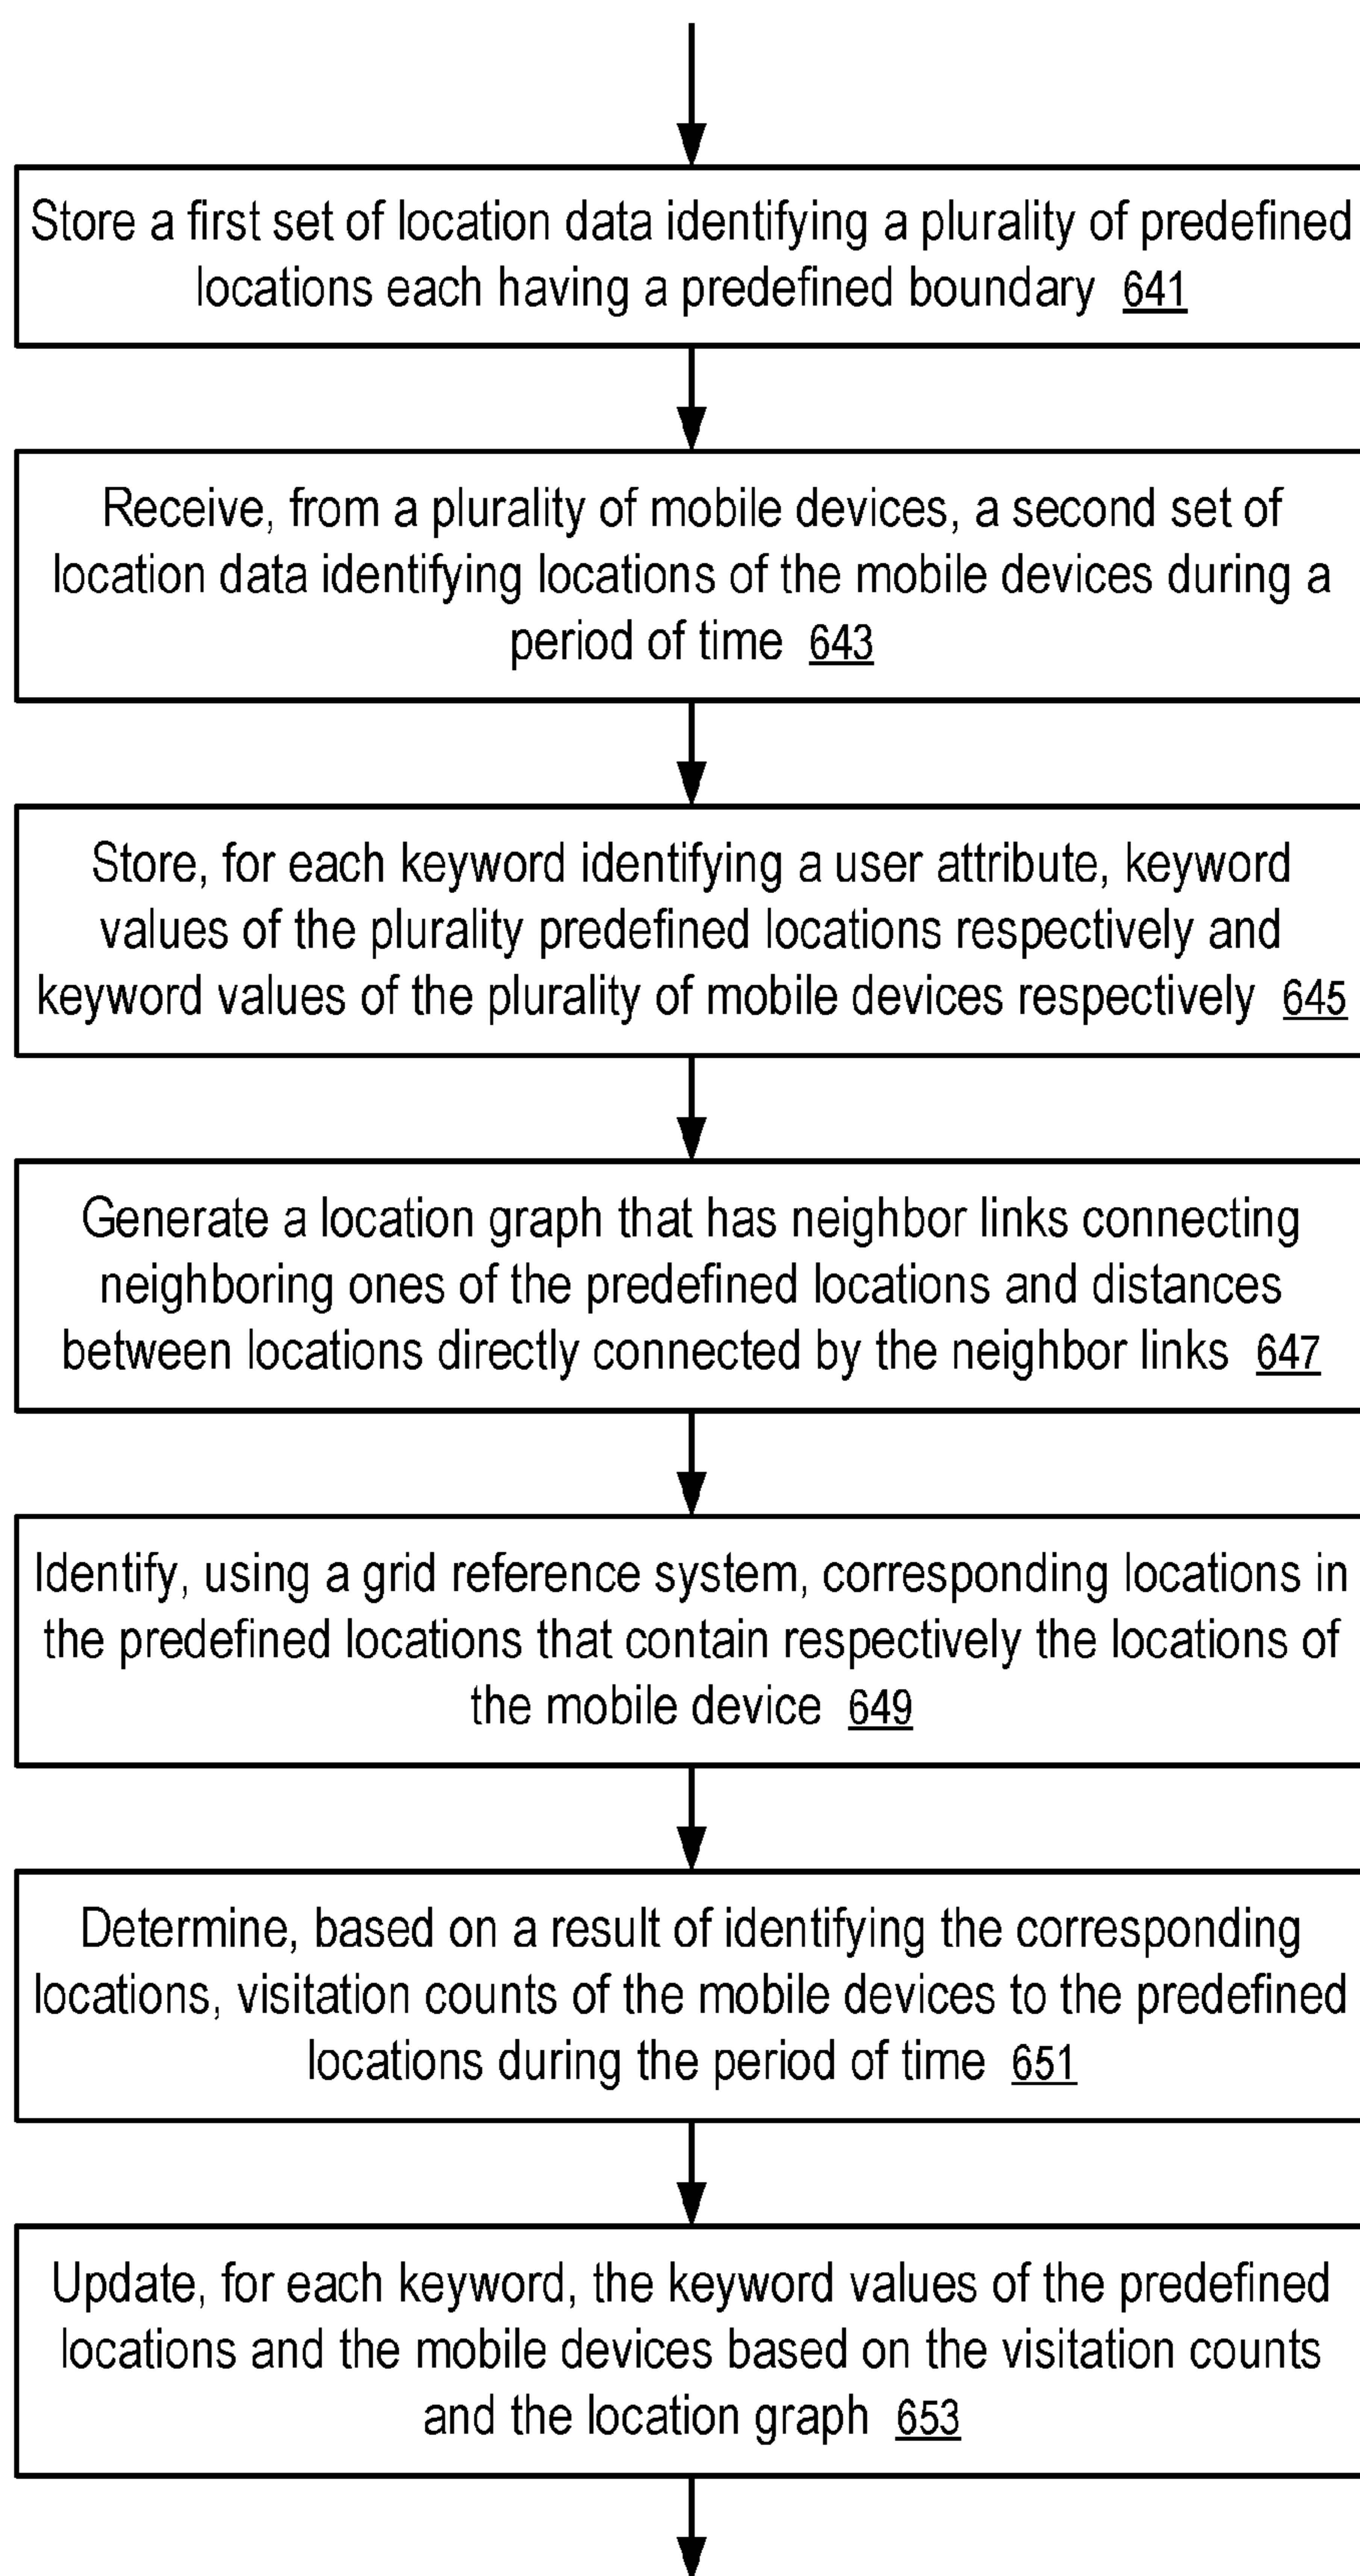 Store a first set of location data identifying a plurality of predefined
locations each having a predefined boundary 641
Receive, from a plurality of mobile devices, a second set of
location data identifying locations of the mobile devices during a
period of time 643
Store, for each keyword identifying a user attribute, keyword
values of the plurality predefined locations respectively and
keyword values of the plurality of mobile devices respectively 645
Generate a location graph that has neighbor links connecting
neighboring ones of the predefined locations and distances
between locations directly connected by the neighbor links 647
Identify, using a grid reference system, corresponding locations in
the predefined locations that contain respectively the locations of
the mobile device 649
Determine, based on a result of identifying the corresponding
locations, visitation counts of the mobile devices to the predefined
locations during the period of time 651
Update, for each keyword, the keyword values of the predefined
locations and the mobile devices based on the visitation counts
and the location graph 653